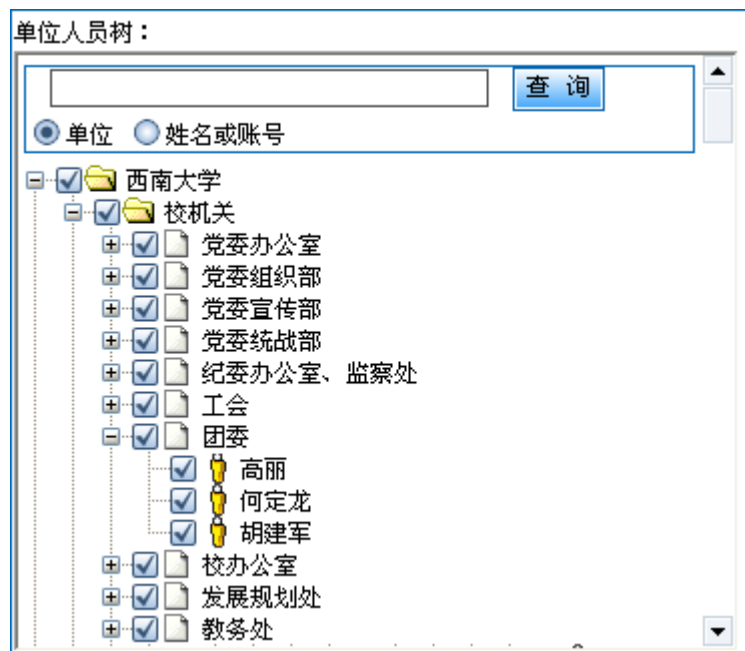 单位人员树：
查 询
单位 姓名或账号
西南大学
校机关
党委办公室
党委组织部
党委宣传部
党委统战部
纪委办公室、监察处
工会
团委
高丽
何定龙
胡建军
校办公室
发展规划处
教务处